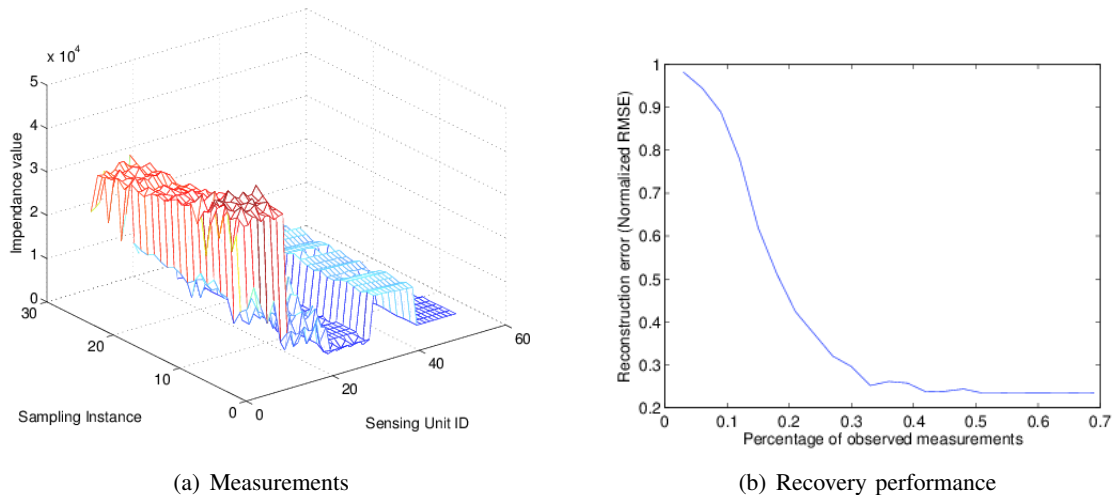 x 10^4
5
4
3
2
1
0
Impendance value
30
20
10
0
Sampling Instance
0
20
40
60
Sensing Unit ID
(a) Measurements
1
0.9
0.8
0.7
0.6
0.5
0.4
0.3
0.2
Reconstruction error (Normalized RMSE)
0 0.1 0.2 0.3 0.4 0.5 0.6 0.7
Percentage of observed measurements
(b) Recovery performance